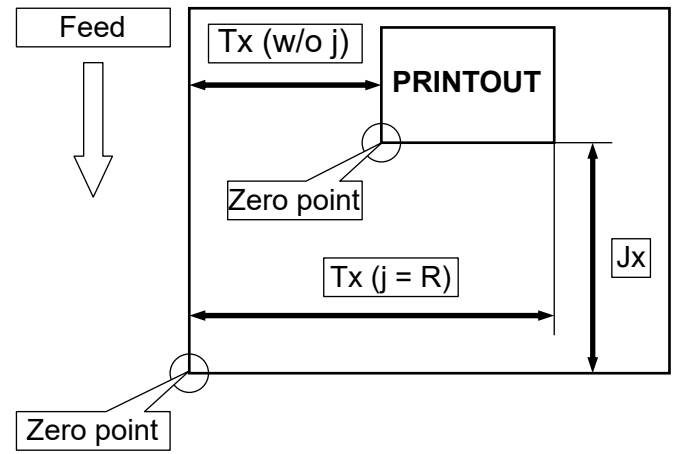 Feed
Tx (w/o j)
PRINTOUT
Zero point
Jx
Tx (j = R)
Zero point